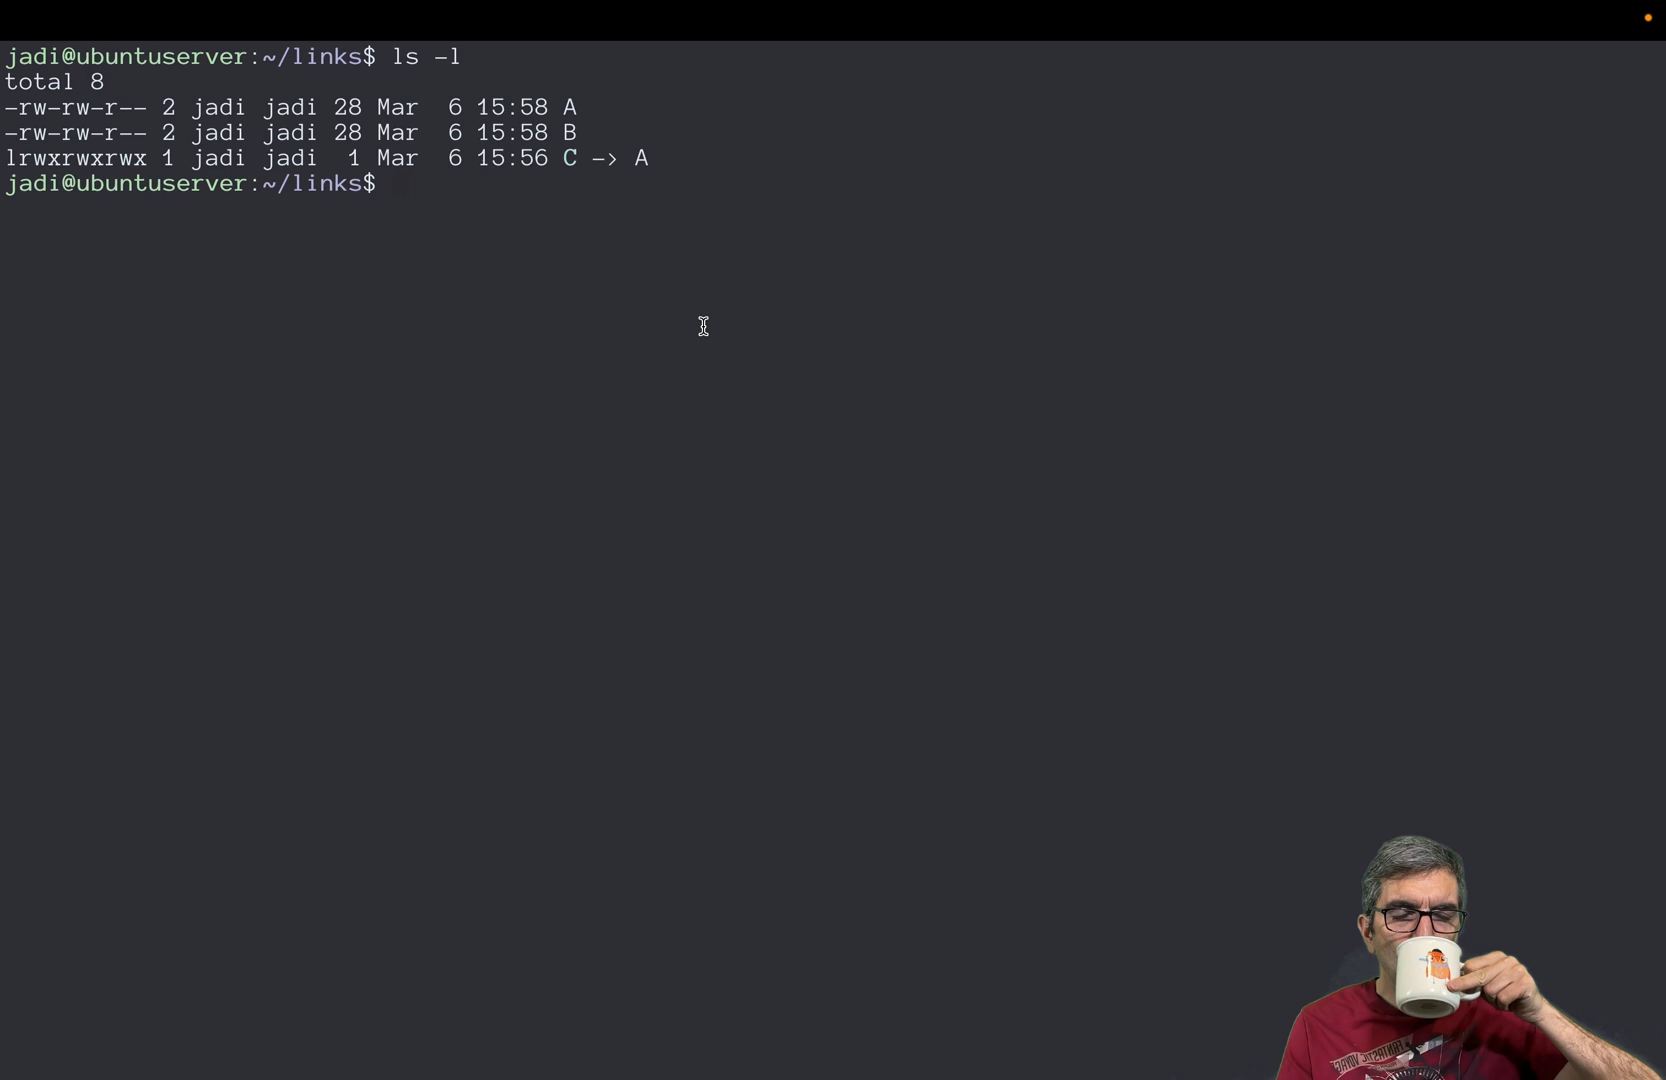 jadi@ubuntuserver:~/links$ ls -l
total 8
-rw-rw-r-- 2 jadi jadi 28 Mar  6 15:58 A
-rw-rw-r-- 2 jadi jadi 28 Mar  6 15:58 B
lrwxrwxrwx 1 jadi jadi  1 Mar  6 15:56 C -> A
jadi@ubuntuserver:~/links$
FANTASTIC VOYAG